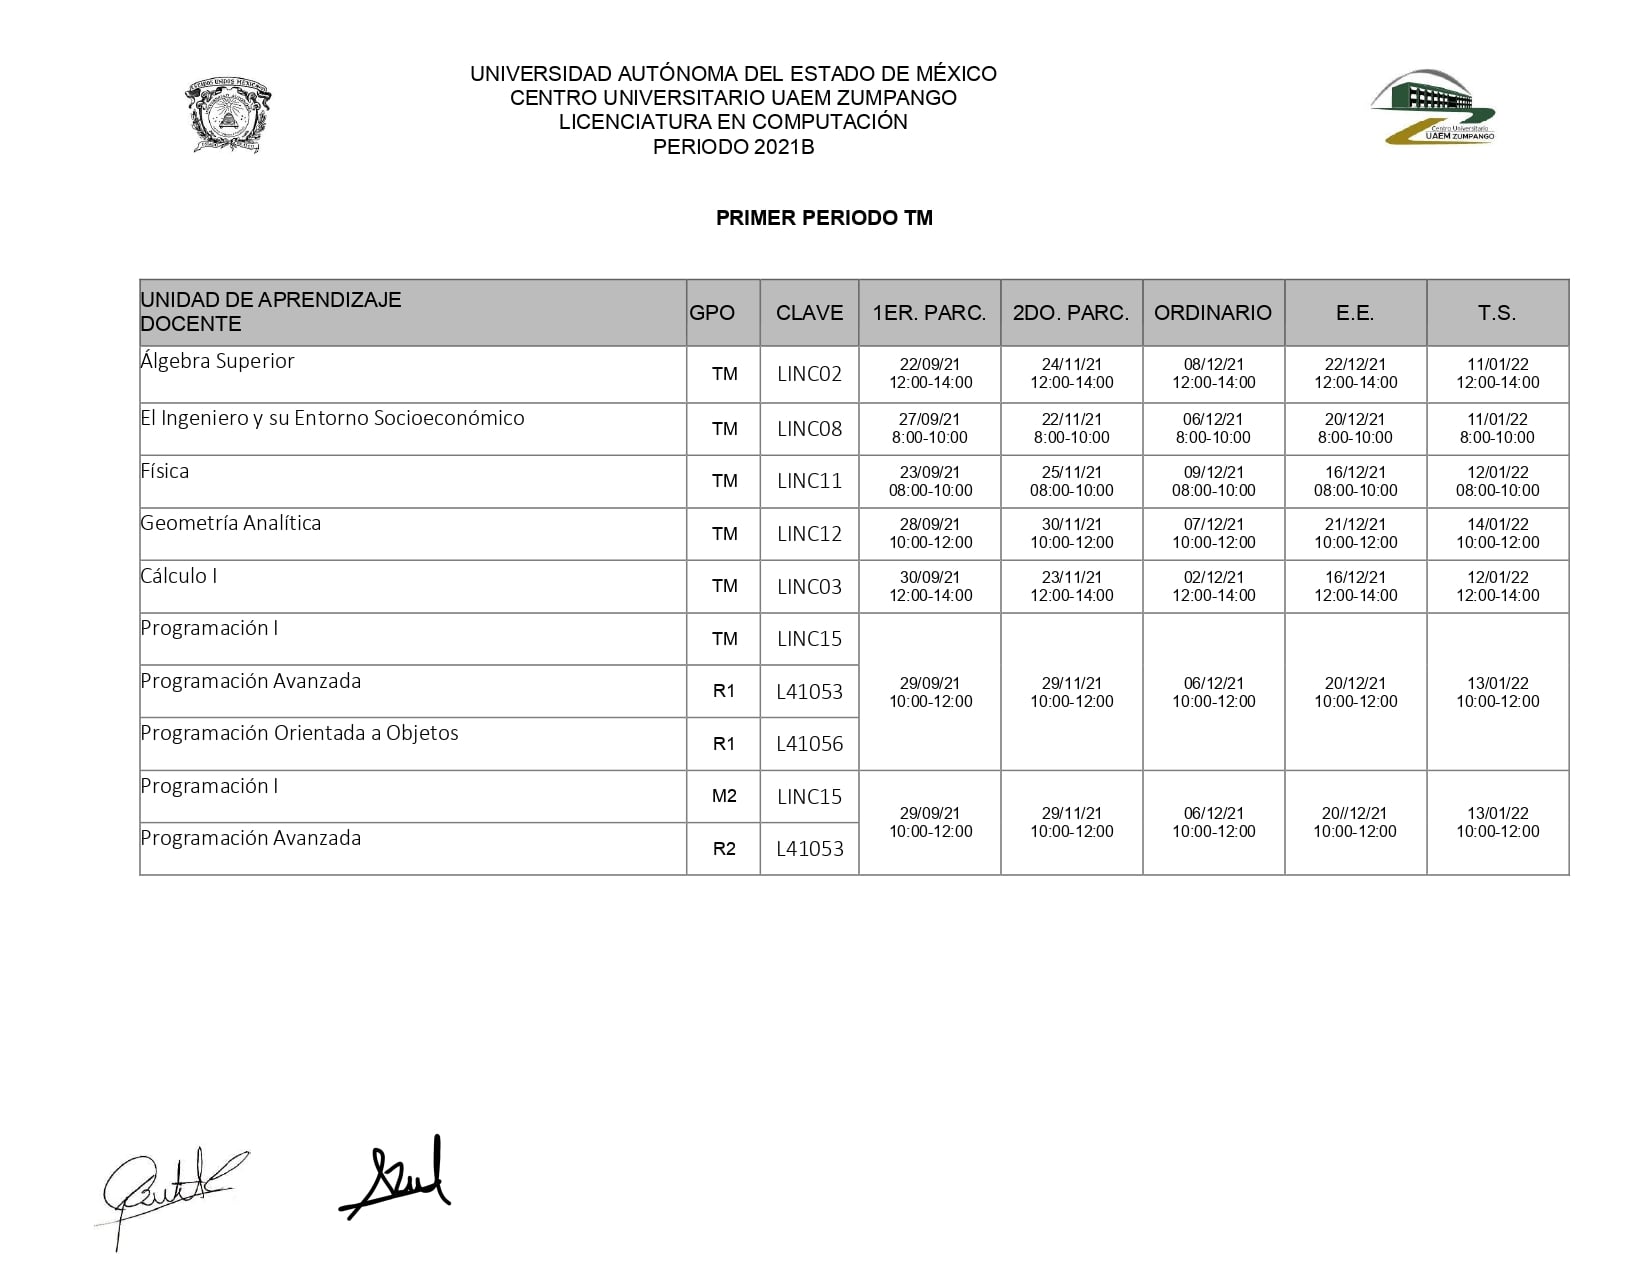 UNIVERSIDAD AUTÓNOMA DEL ESTADO DE MÉXICO
CENTRO UNIVERSITARIO UAEM ZUMPANGO
LICENCIATURA EN COMPUTACIÓN
PERIODO 2021B
Centro Universitario
UAEM ZUMPANGO
PRIMER PERIODO TM
UNIDAD DE APRENDIZAJE
DOCENTE
GPO
CLAVE
1ER. PARC.
2DO. PARC.
ORDINARIO
E.E.
T.S.
Álgebra Superior
TM
LINC02
22/09/21
12:00-14:00
24/11/21
12:00-14:00
08/12/21
12:00-14:00
22/12/21
12:00-14:00
11/01/22
12:00-14:00
El Ingeniero y su Entorno Socioeconómico
TM
LINC08
27/09/21
8:00-10:00
22/11/21
8:00-10:00
06/12/21
8:00-10:00
20/12/21
8:00-10:00
11/01/22
8:00-10:00
Física
TM
LINC11
23/09/21
08:00-10:00
25/11/21
08:00-10:00
09/12/21
08:00-10:00
16/12/21
08:00-10:00
12/01/22
08:00-10:00
Geometría Analítica
TM
LINC12
28/09/21
10:00-12:00
30/11/21
10:00-12:00
07/12/21
10:00-12:00
21/12/21
10:00-12:00
14/01/22
10:00-12:00
Cálculo I
TM
LINC03
30/09/21
12:00-14:00
23/11/21
12:00-14:00
02/12/21
12:00-14:00
16/12/21
12:00-14:00
12/01/22
12:00-14:00
Programación I
TM
LINC15
Programación Avanzada
R1
L41053
Programación Orientada a Objetos
R1
L41056
29/09/21
10:00-12:00
29/11/21
10:00-12:00
06/12/21
10:00-12:00
20/12/21
10:00-12:00
13/01/22
10:00-12:00
Programación I
M2
LINC15
Programación Avanzada
R2
L41053
29/09/21
10:00-12:00
29/11/21
10:00-12:00
06/12/21
10:00-12:00
20//12/21
10:00-12:00
13/01/22
10:00-12:00